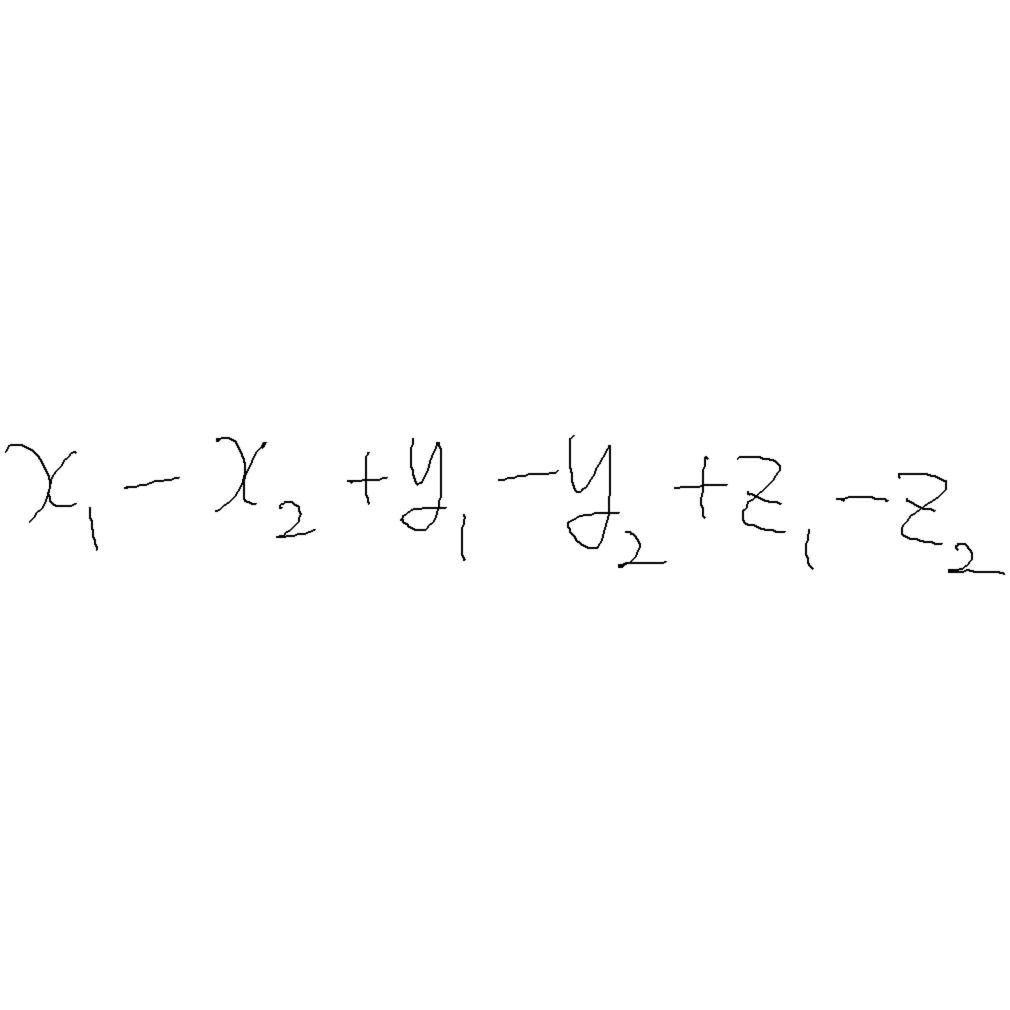 x₁ - x₂ + y₁ - y₂ + z₁ - z₂